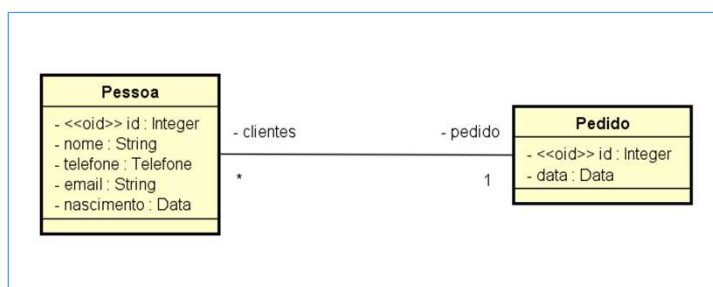 Pessoa
- <<oid>> id : Integer
- nome : String
- telefone : Telefone
- email : String
- nascimento : Data
- clientes
*
- pedido
1
Pedido
- <<oid>> id : Integer
- data : Data